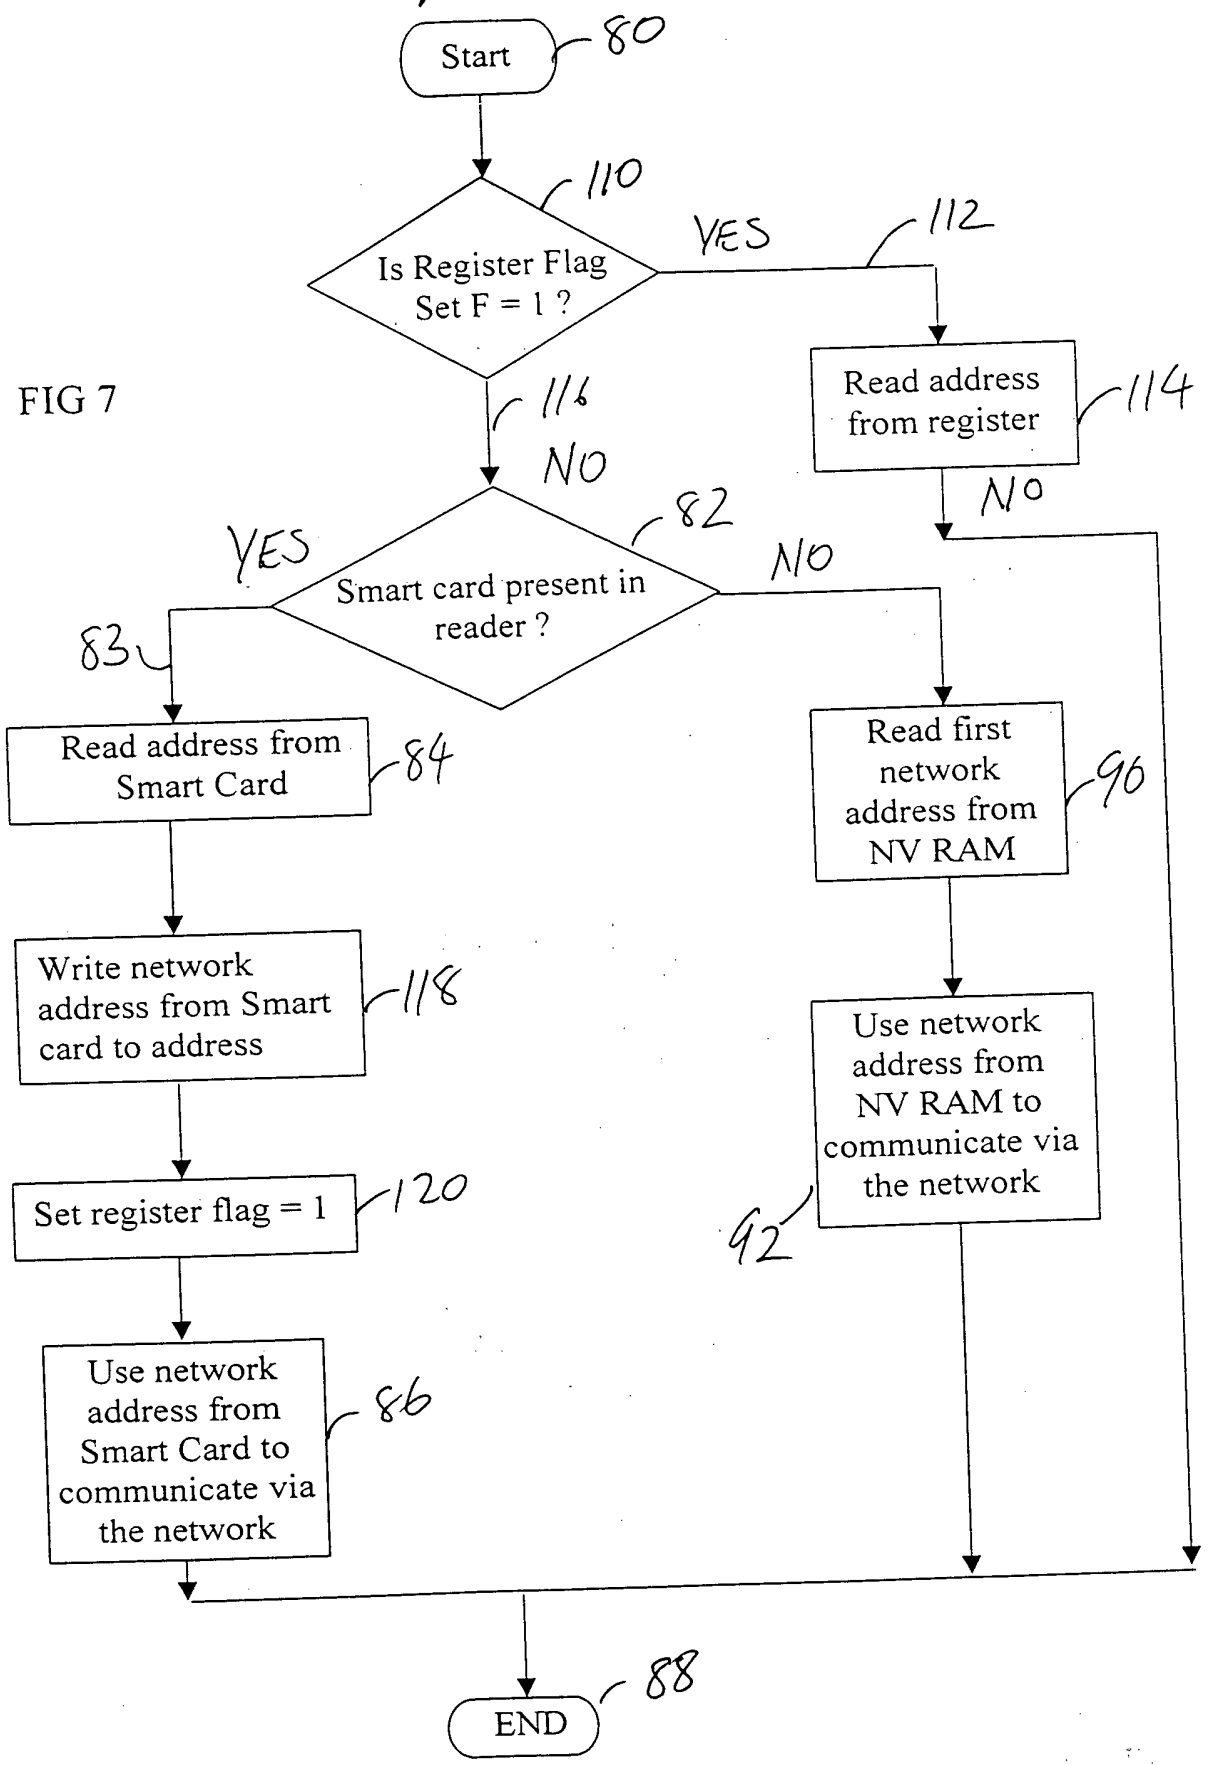 Start
80
110
YES
112
Is Register Flag
Set F = 1 ?
FIG 7
116
NO
Read address
from register
114
NO
82
YES
NO
Smart card present in
reader ?
83
Read address from
Smart Card
84
Read first
network
address from
NV RAM
90
Write network
address from Smart
card to address
118
Use network
address from
NV RAM to
communicate via
the network
92
Set register flag = 1
120
Use network
address from
Smart Card to
communicate via
the network
86
88
END